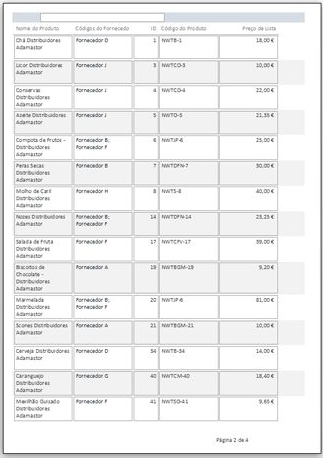 Nome do Produto Códigos do Fornecedo ID Código do Produto Preço de Lista
Chá Distribuidores Fornecedor D 1 NWTB-1 18,00 €
Adamastor
Licor Distribuidores Fornecedor J 3 NWTCO-3 10,00 €
Adamastor
Conservas Fornecedor J 4 NWTCO-4 22,00 €
Distribuidores
Adamastor
Azeite Distribuidores Fornecedor J 5 NWTO-5 21,35 €
Adamastor
Compota de Frutos - Fornecedor B; 6 NWTJP-6 25,00 €
Distribuidores Fornecedor F
Adamastor
Peras Secas Fornecedor B 7 NWTDFN-7 30,00 €
Distribuidores
Adamastor
Molho de Caril Fornecedor H 8 NWTS-8 40,00 €
Distribuidores
Adamastor
Nozes Distribuidores Fornecedor B; 14 NWTDFN-14 23,25 €
Adamastor Fornecedor F
Salada de Fruta Fornecedor F 17 NWTCFV-17 39,00 €
Distribuidores
Adamastor
Biscoitos de Fornecedor A 19 NWTBGM-19 9,20 €
Chocolate -
Distribuidores
Adamastor
Marmelada Fornecedor B; 20 NWTJP-6 81,00 €
Distribuidores Fornecedor F
Adamastor
Scones Distribuidores Fornecedor A 21 NWTBGM-21 10,00 €
Adamastor
Cerveja Distribuidores Fornecedor D 34 NWTB-34 14,00 €
Adamastor
Caranguejo Fornecedor G 40 NWTCM-40 18,40 €
Distribuidores
Adamastor
Mexilhão Guisado Fornecedor F 41 NWTSO-41 9,65 €
Distribuidores
Adamastor
Página 2 de 4